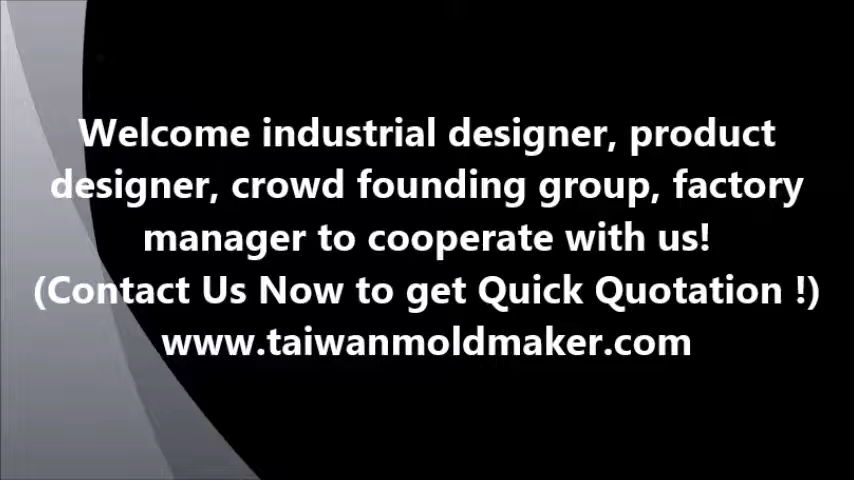 Welcome industrial designer, product
designer, crowd founding group, factory
manager to cooperate with us!
(Contact Us Now to get Quick Quotation !)
www.taiwanmoldmaker.com